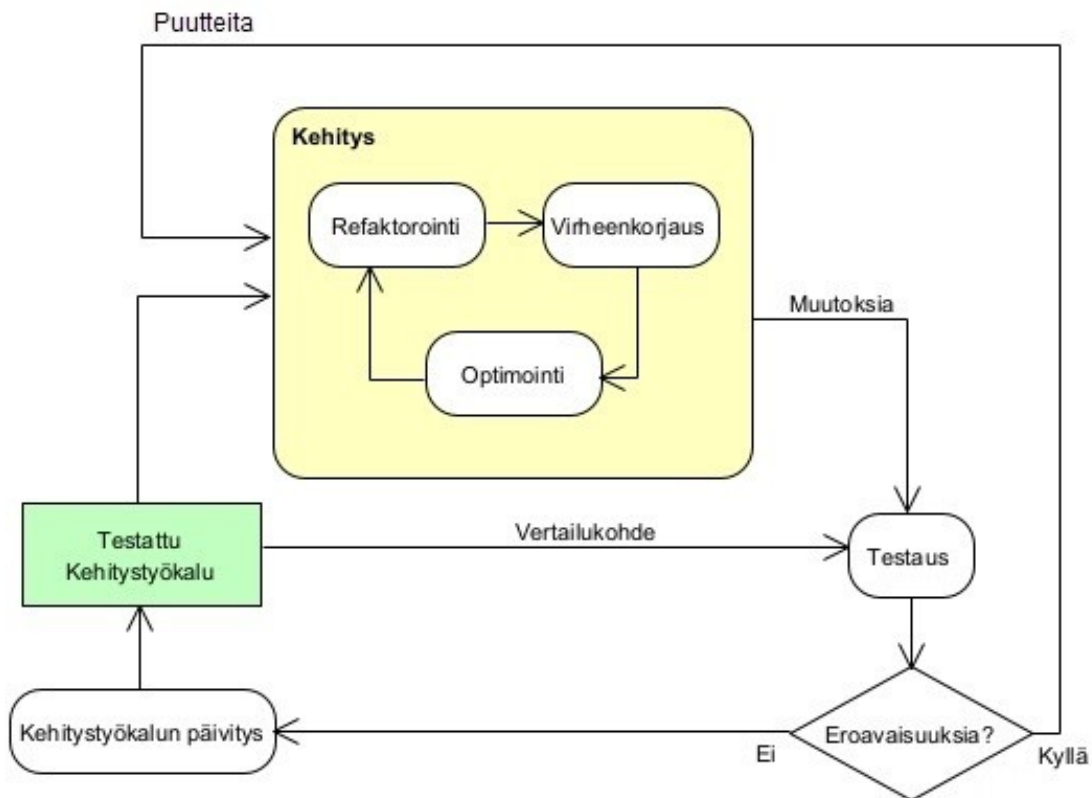 Puutteita
Kehitys
Refaktorointi
Virheenkorjaus
Muutoksia
Optimointi
Testattu
Kehitystyökalu
Vertailukohde
Testaus
Kehitystyökalun päivitys
Ei
Eroavaisuuksia?
Kyllä